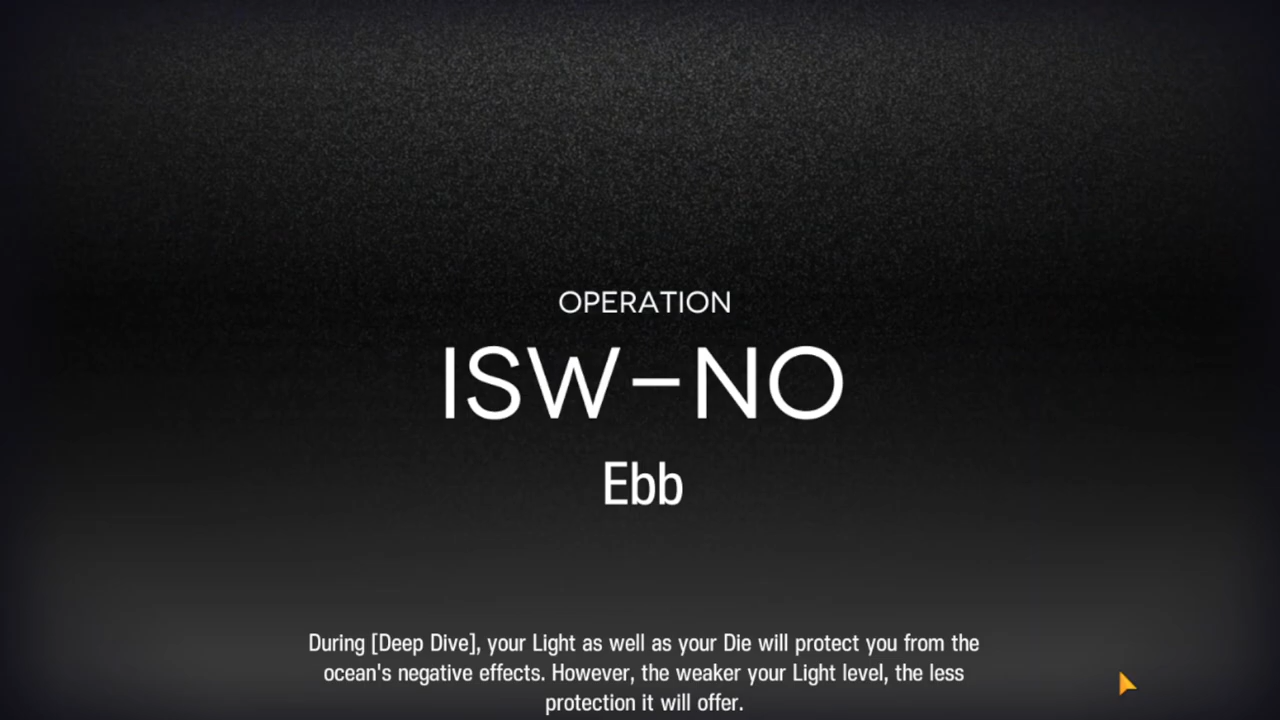 OPERATION
ISW-NO
Ebb
During [Deep Dive], your Light as well as your Die will protect you from the
ocean's negative effects. However, the weaker your Light level, the less
protection it will offer.